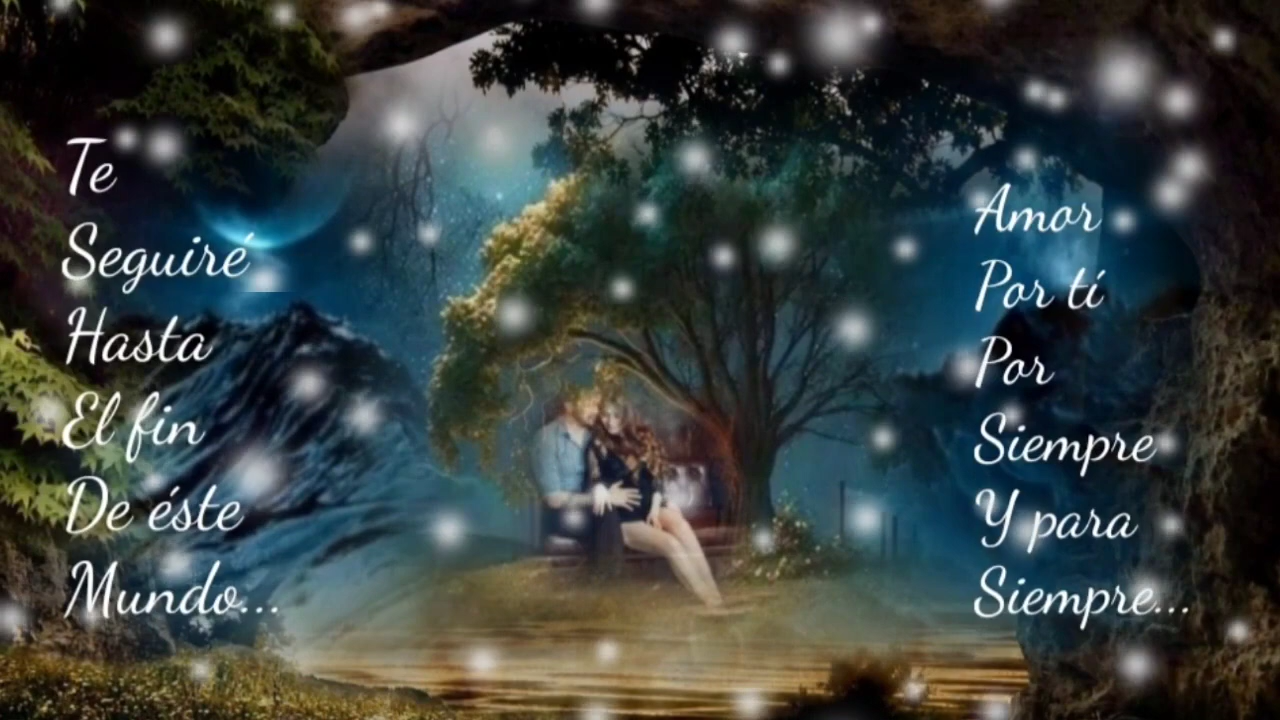 Te
Seguiré
Hasta
El fin
De éste
Mundo...
Amor
Por tí
Por
Siempre
Y para
Siempre...